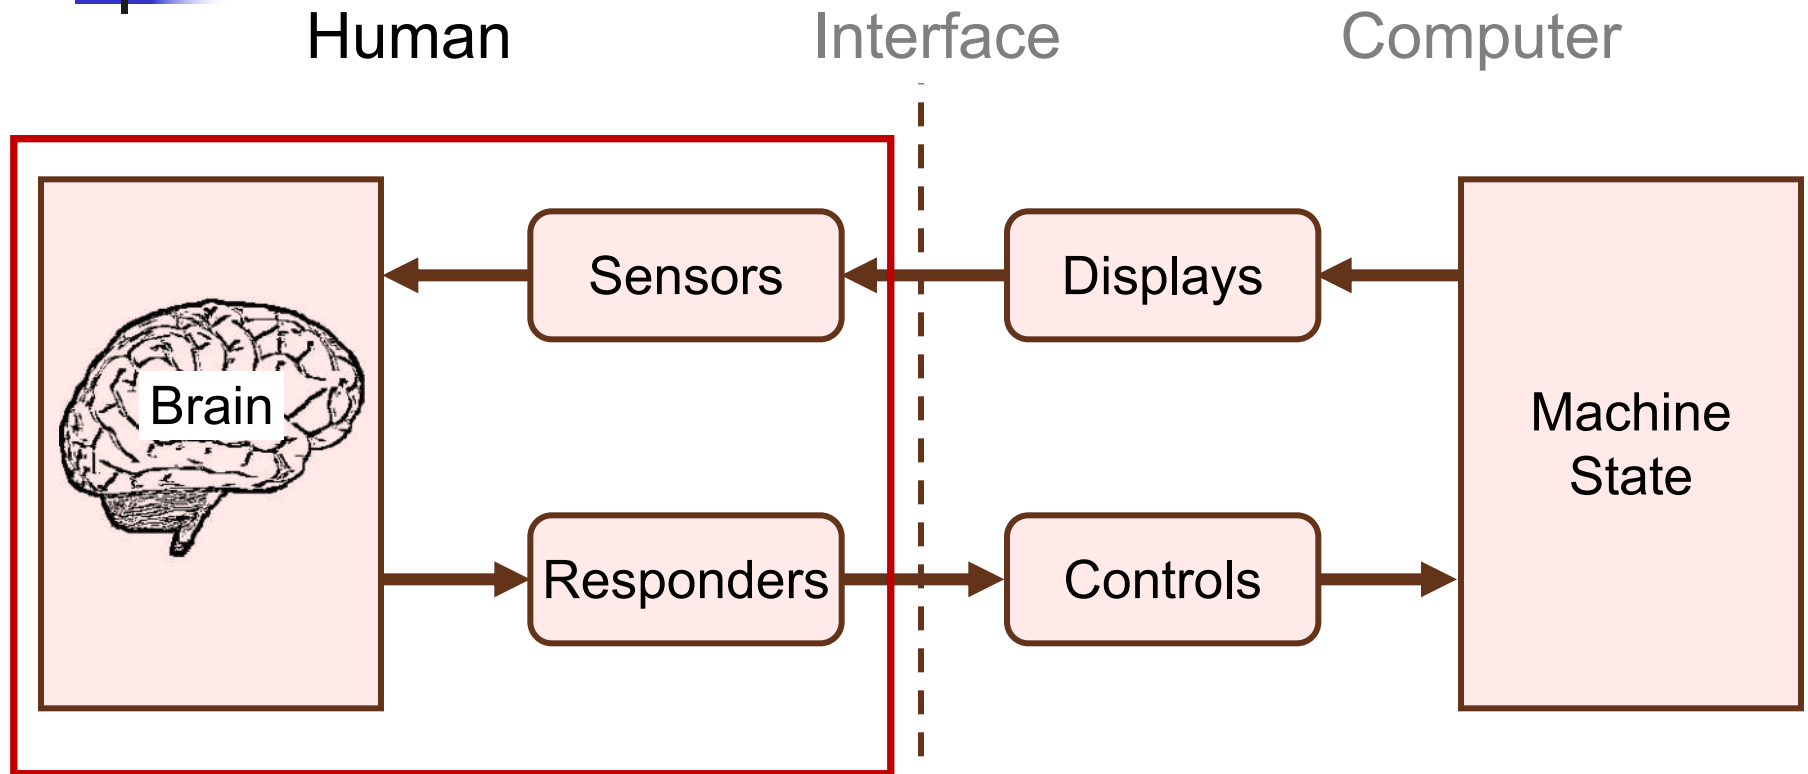 Human
Interface
Computer
Sensors
Displays
Brain
Machine
State
Responders
Controls